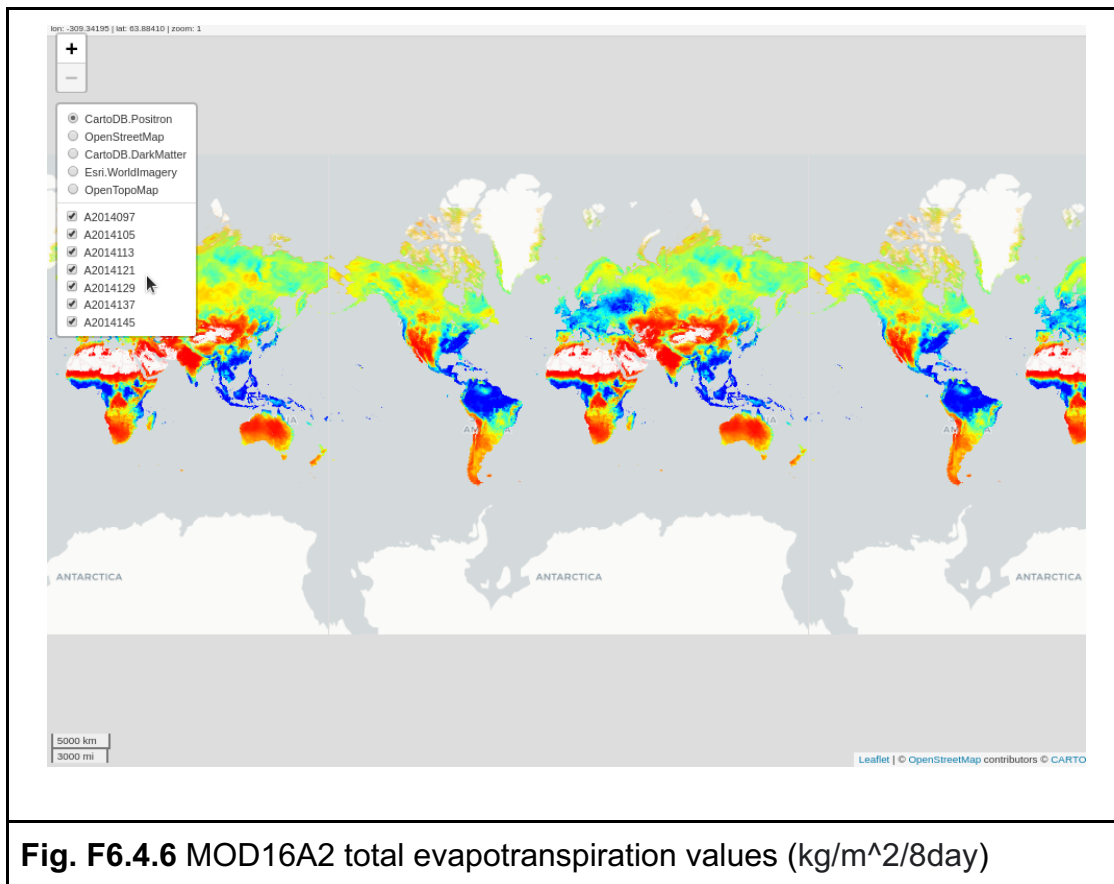 lon: -309.34195 | lat: 63.88410 | zoom: 1
+
−
CartoDB.Positron
OpenStreetMap
CartoDB.DarkMatter
Esri.WorldImagery
OpenTopoMap
A2014097
A2014105
A2014113
A2014121
A2014129
A2014137
A2014145
ANTARCTICA ANTARCTICA ANTARCTICA
5000 km
3000 mi
Leaflet | © OpenStreetMap contributors © CARTO
Fig. F6.4.6 MOD16A2 total evapotranspiration values (kg/m^2/8day)